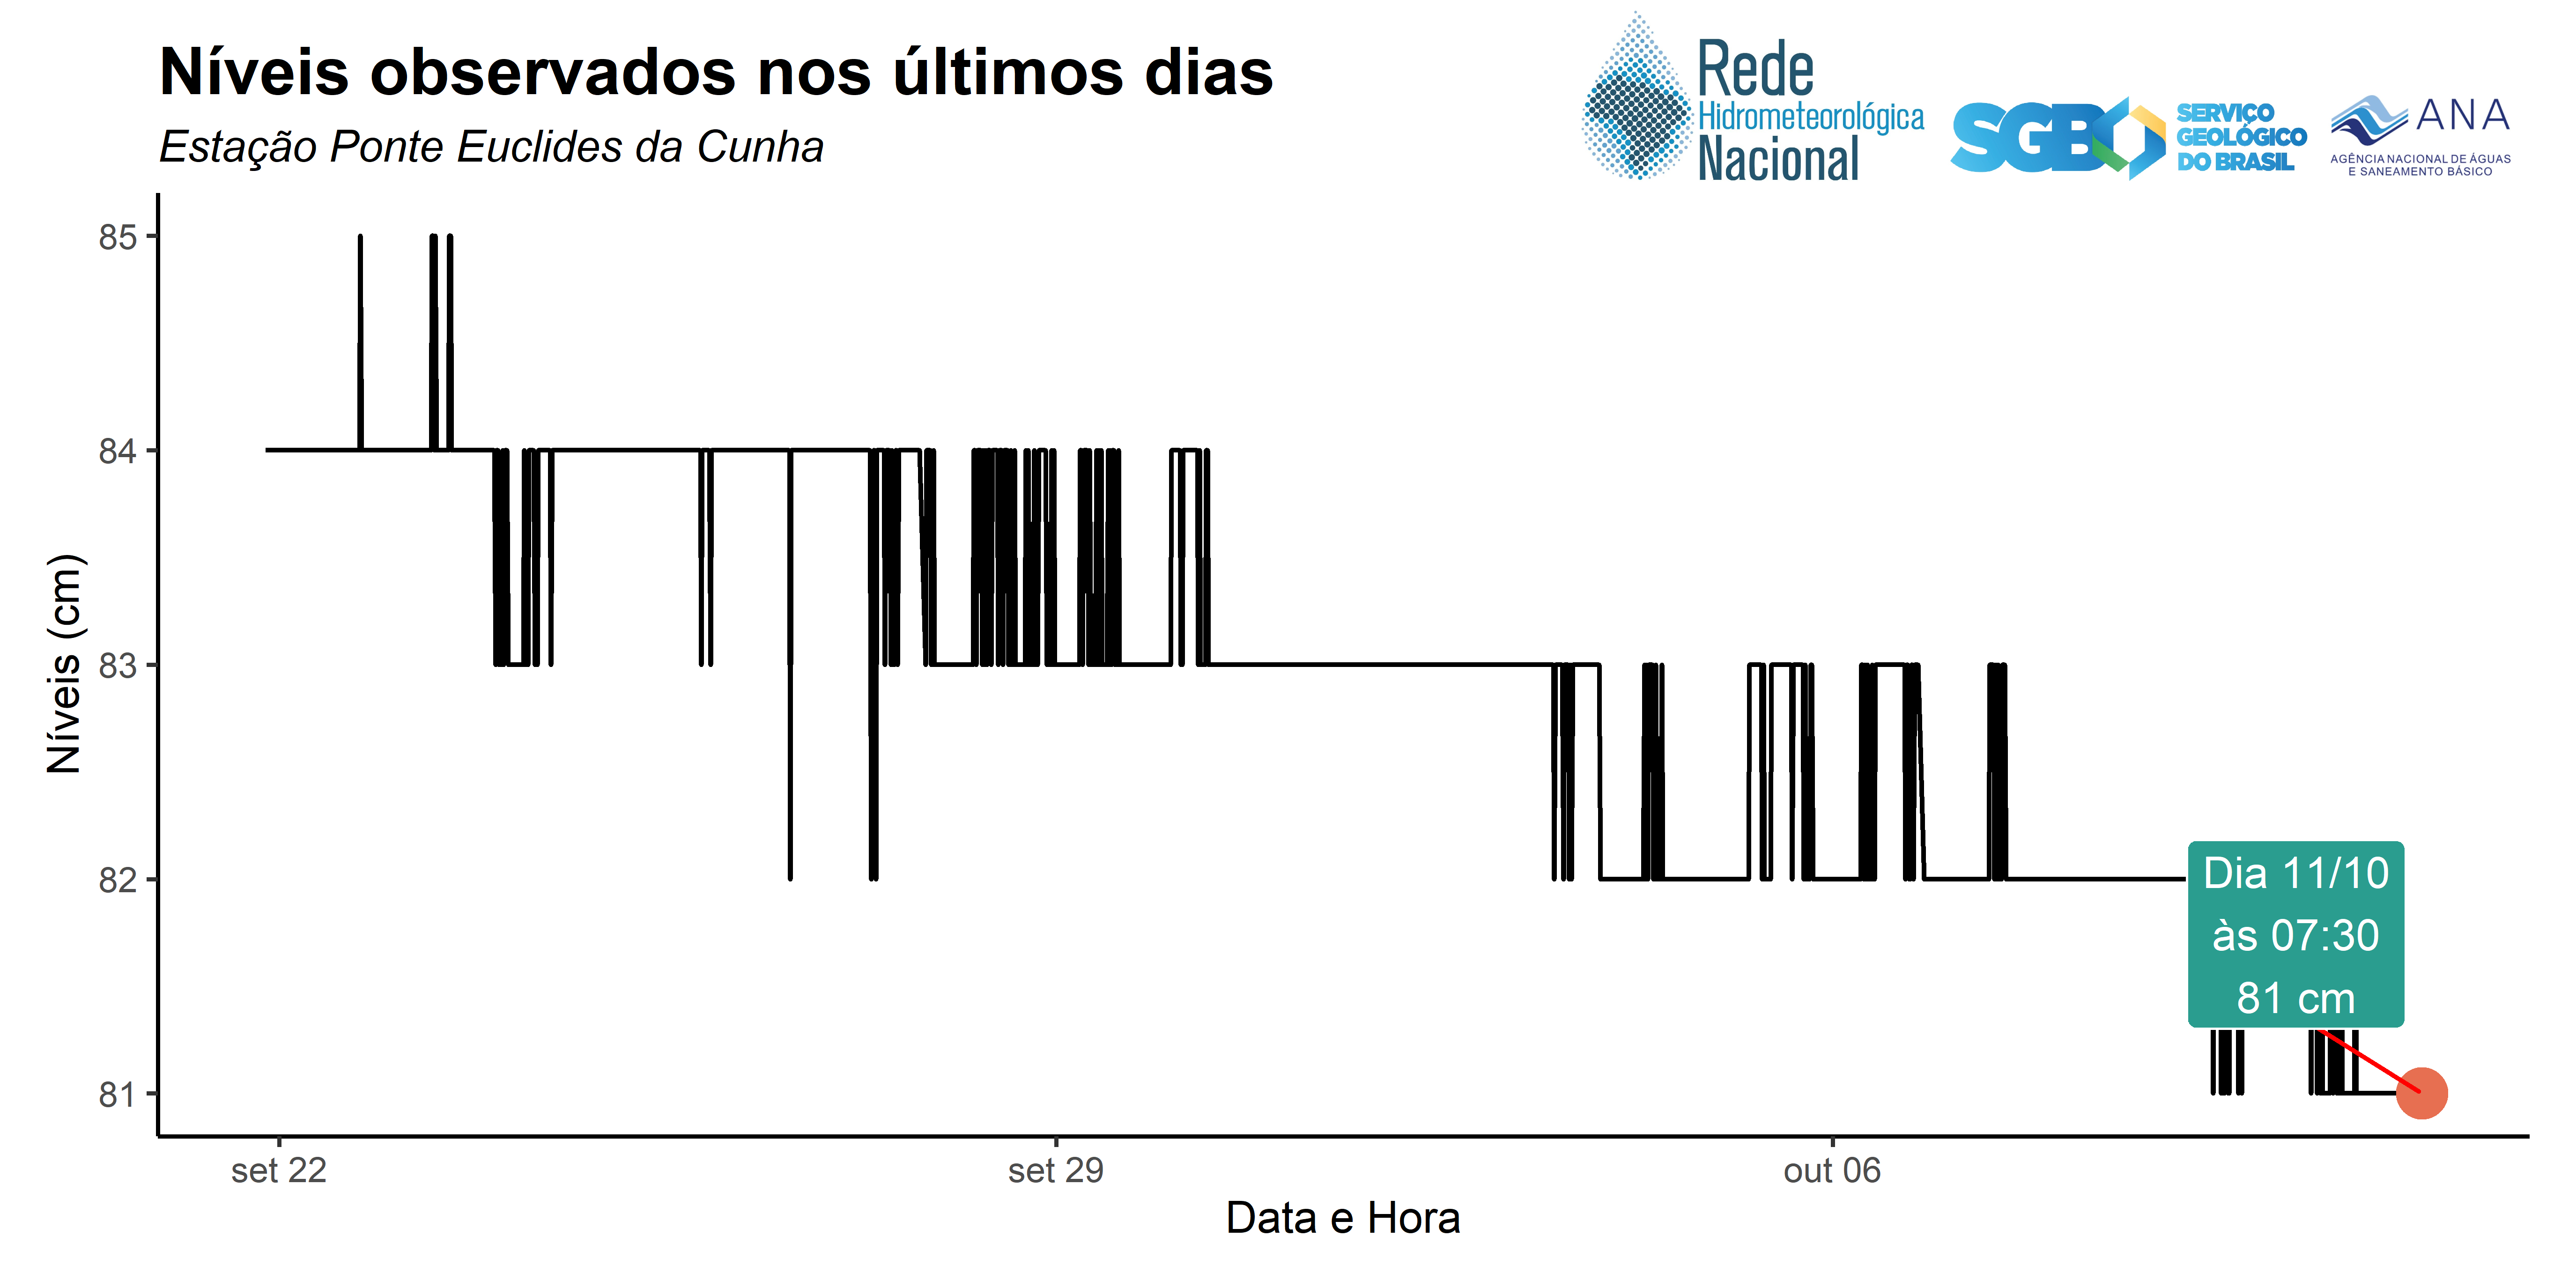 Níveis observados nos últimos dias
Estação Ponte Euclides da Cunha
Rede
Hidrometeorológica
Nacional
SGB
SERVIÇO
GEOLÓGICO
DO BRASIL
ANA
AGÊNCIA NACIONAL DE ÁGUAS
E SANEAMENTO BÁSICO
Níveis (cm)
85
84
83
82
81
Dia 11/10
às 07:30
81 cm
set 22
set 29
out 06
Data e Hora